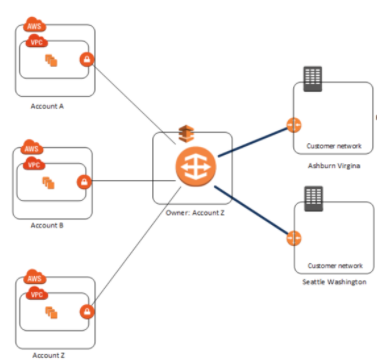 AWS
VPC
Account A
AWS
VPC
Account B
AWS
VPC
Account Z
Owner: Account Z
Customer network
Ashburn Virgina
Customer network
Seattle Washington